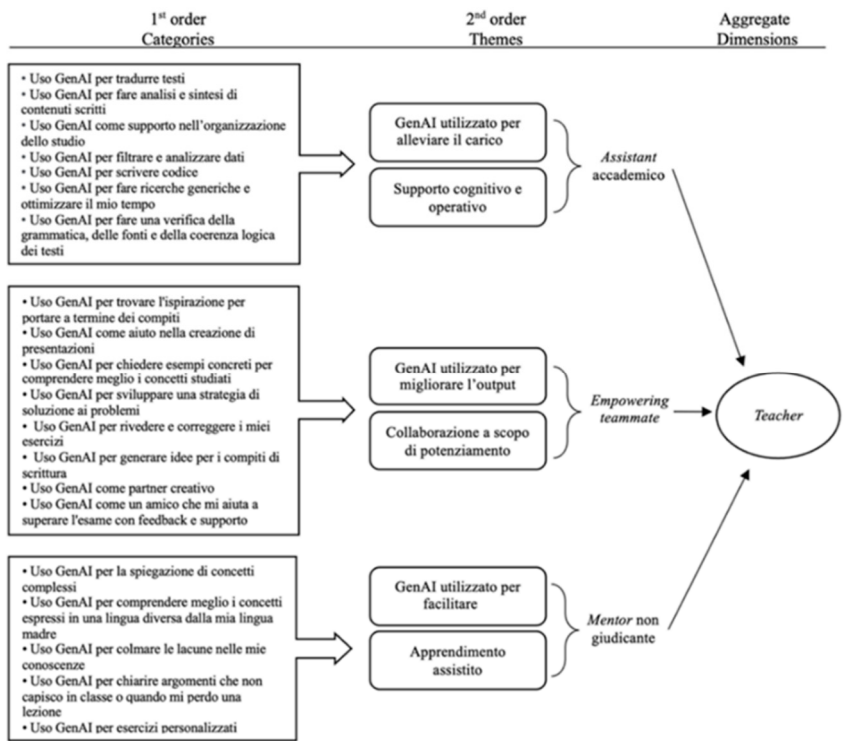 1st order
Categories
2nd order
Themes
Aggregate
Dimensions
• Uso GenAI per tradurre testi
• Uso GenAI per fare analisi e sintesi di
contenuti scritti
• Uso GenAI come supporto nell'organizzazione
dello studio
• Uso GenAI per filtrare e analizzare dati
• Uso GenAI per scrivere codice
• Uso GenAI per fare ricerche generiche e
ottimizzare il mio tempo
• Uso GenAI per fare una verifica della
grammatica, delle fonti e della coerenza logica
dei testi
GenAI utilizzato per
alleviare il carico
Supporto cognitivo e
operativo
Assistant
accademico
• Uso GenAI per trovare l'ispirazione per
portare a termine dei compiti
• Uso GenAI come aiuto nella creazione di
presentazioni
• Uso GenAI per chiedere esempi concreti per
comprendere meglio i concetti studiati
• Uso GenAI per sviluppare una strategia di
soluzione ai problemi
• Uso GenAI per rivedere e correggere i miei
esercizi
• Uso GenAI per generare idee per i compiti di
scrittura
• Uso GenAI come partner creativo
• Uso GenAI come un amico che mi aiuta a
superare l'esame con feedback e supporto
GenAI utilizzato per
migliorare l'output
Collaborazione a scopo
di potenziamento
Empowering
teammate
Teacher
• Uso GenAI per la spiegazione di concetti
complessi
• Uso GenAI per comprendere meglio i concetti
espressi in una lingua diversa dalla mia lingua
madre
• Uso GenAI per colmare le lacune nelle mie
conoscenze
• Uso GenAI per chiarire argomenti che non
capisco in classe o quando mi perdo una
lezione
• Uso GenAI per esercizi personalizzati
GenAI utilizzato per
facilitare
Apprendimento
assistito
Mentor non
giudicante